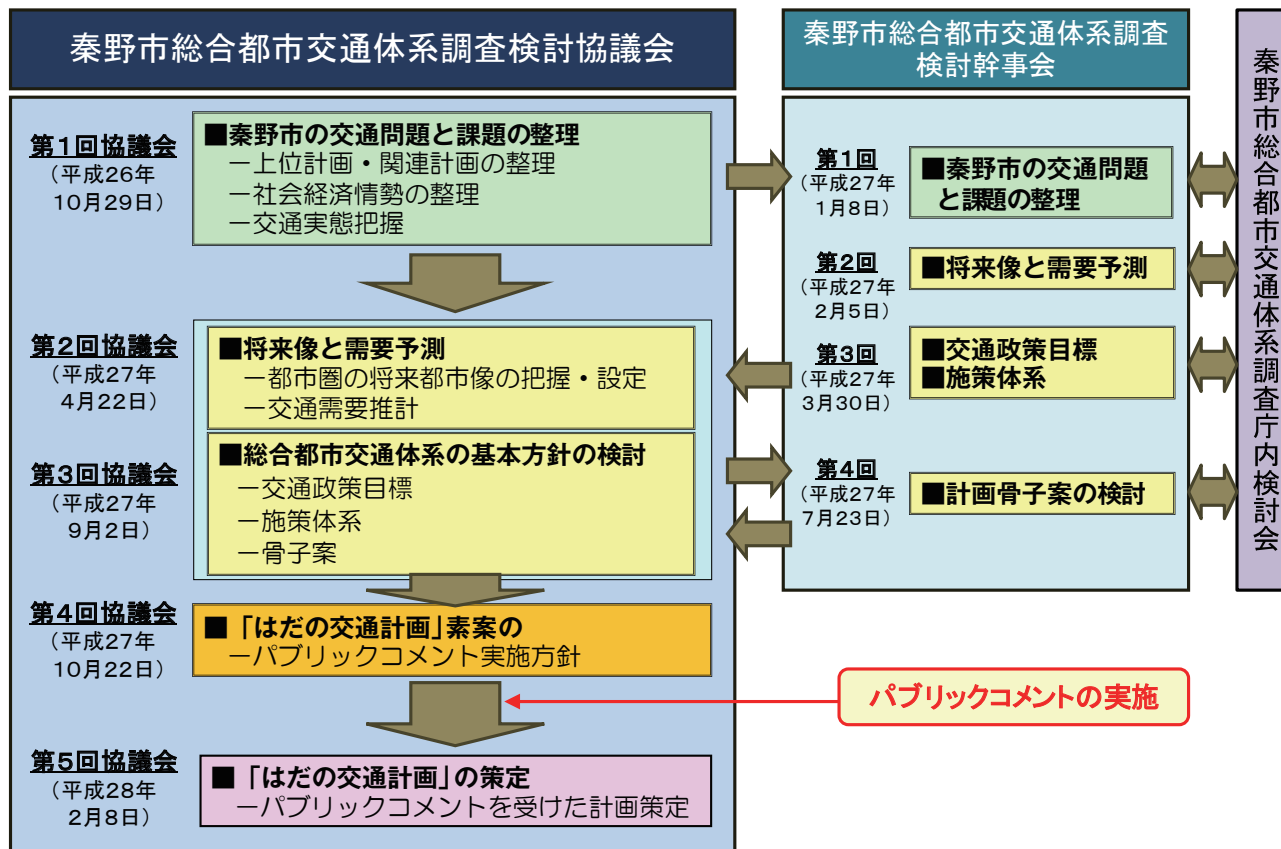 秦野市総合都市交通体系調査検討協議会
第1回協議会
（平成26年
10月29日）
■秦野市の交通問題と課題の整理
－上位計画・関連計画の整理
－社会経済情勢の整理
－交通実態把握
第2回協議会
（平成27年
4月22日）
■将来像と需要予測
－都市圏の将来都市像の把握・設定
－交通需要推計
第3回協議会
（平成27年
9月2日）
■総合都市交通体系の基本方針の検討
－交通政策目標
－施策体系
－骨子案
第4回協議会
（平成27年
10月22日）
■「はだの交通計画」素案の
－パブリックコメント実施方針
パブリックコメントの実施
第5回協議会
（平成28年
2月8日）
■「はだの交通計画」の策定
－パブリックコメントを受けた計画策定
秦野市総合都市交通体系調査
検討幹事会
第1回
（平成27年
1月8日）
■秦野市の交通問題
と課題の整理
第2回
（平成27年
2月5日）
■将来像と需要予測
第3回
（平成27年
3月30日）
■交通政策目標
■施策体系
第4回
（平成27年
7月23日）
■計画骨子案の検討
秦野市総合都市交通体系調査庁内検討会